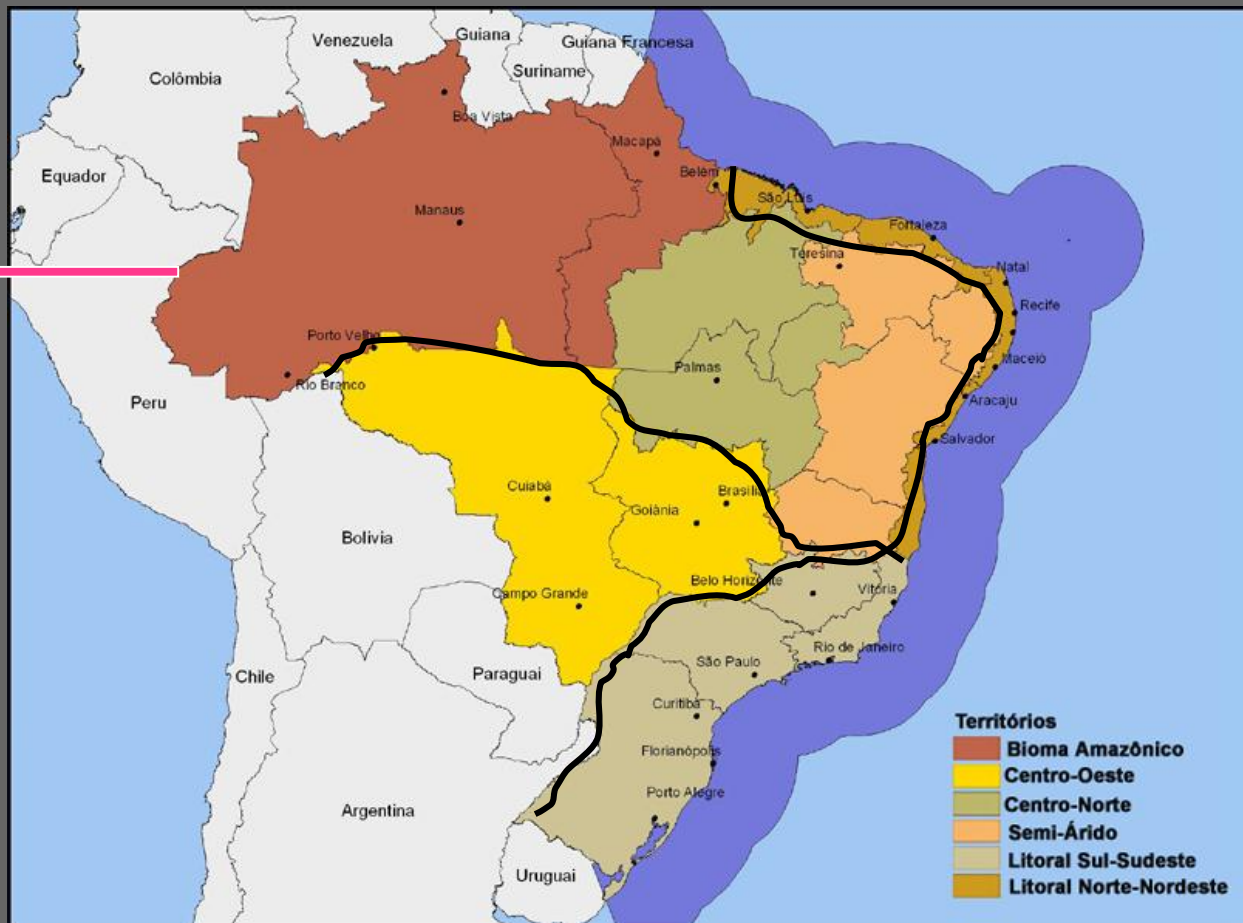 Venezuela
Guiana
Guiana Francesa
Suriname
Colômbia
Boa Vista
Macapá
Equador
Belém
São Luís
Manaus
Fortaleza
Teresina
Natal
Recife
Porto Velho
Maceió
Palmas
Rio Branco
Peru
Aracaju
Salvador
Cuiabá
Brasília
Goiânia
Bolivia
Belo Horizonte
Campo Grande
Vitória
Rio de Janeiro
São Paulo
Paraguai
Chile
Curitiba
Territórios
Bioma Amazônico
Florianópolis
Centro-Oeste
Porto Alegre
Centro-Norte
Argentina
Semi-Árido
Litoral Sul-Sudeste
Uruguai
Litoral Norte-Nordeste